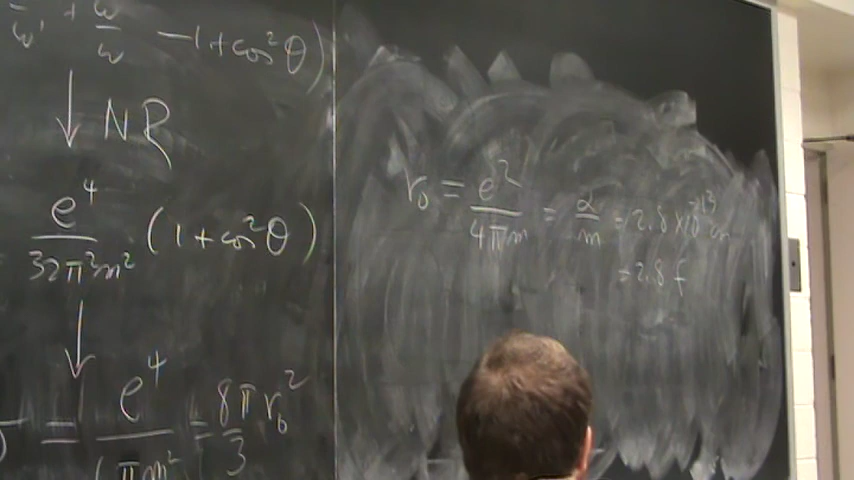 /ω' + ω'/ω - 1 + cos²θ)
↓ NR
e⁴/32π²m² (1 + cos²θ)
↓
σ = e⁴/6πm² = 8π/3 r₀²
r₀ = e²/4πm = α/m = 2.8 × 10⁻¹³ cm
= 2.8 f